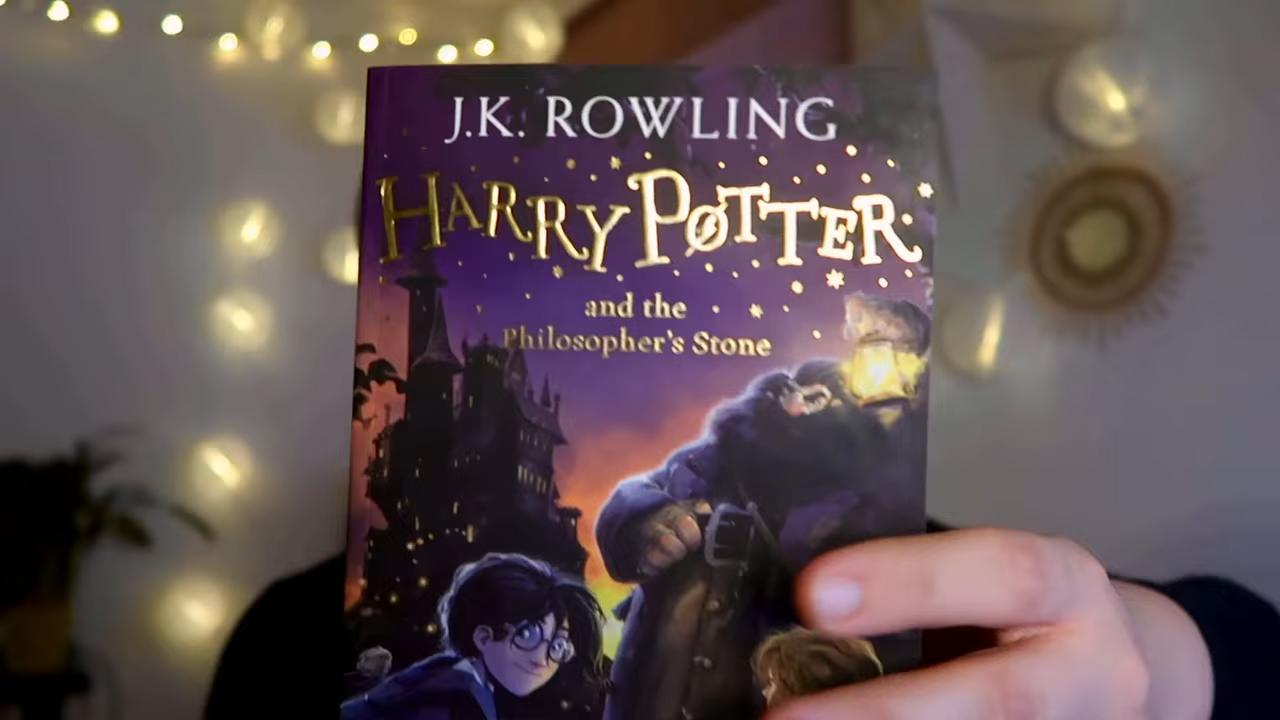 J.K. ROWLING
HARRY POTTER
and the
Philosopher's Stone